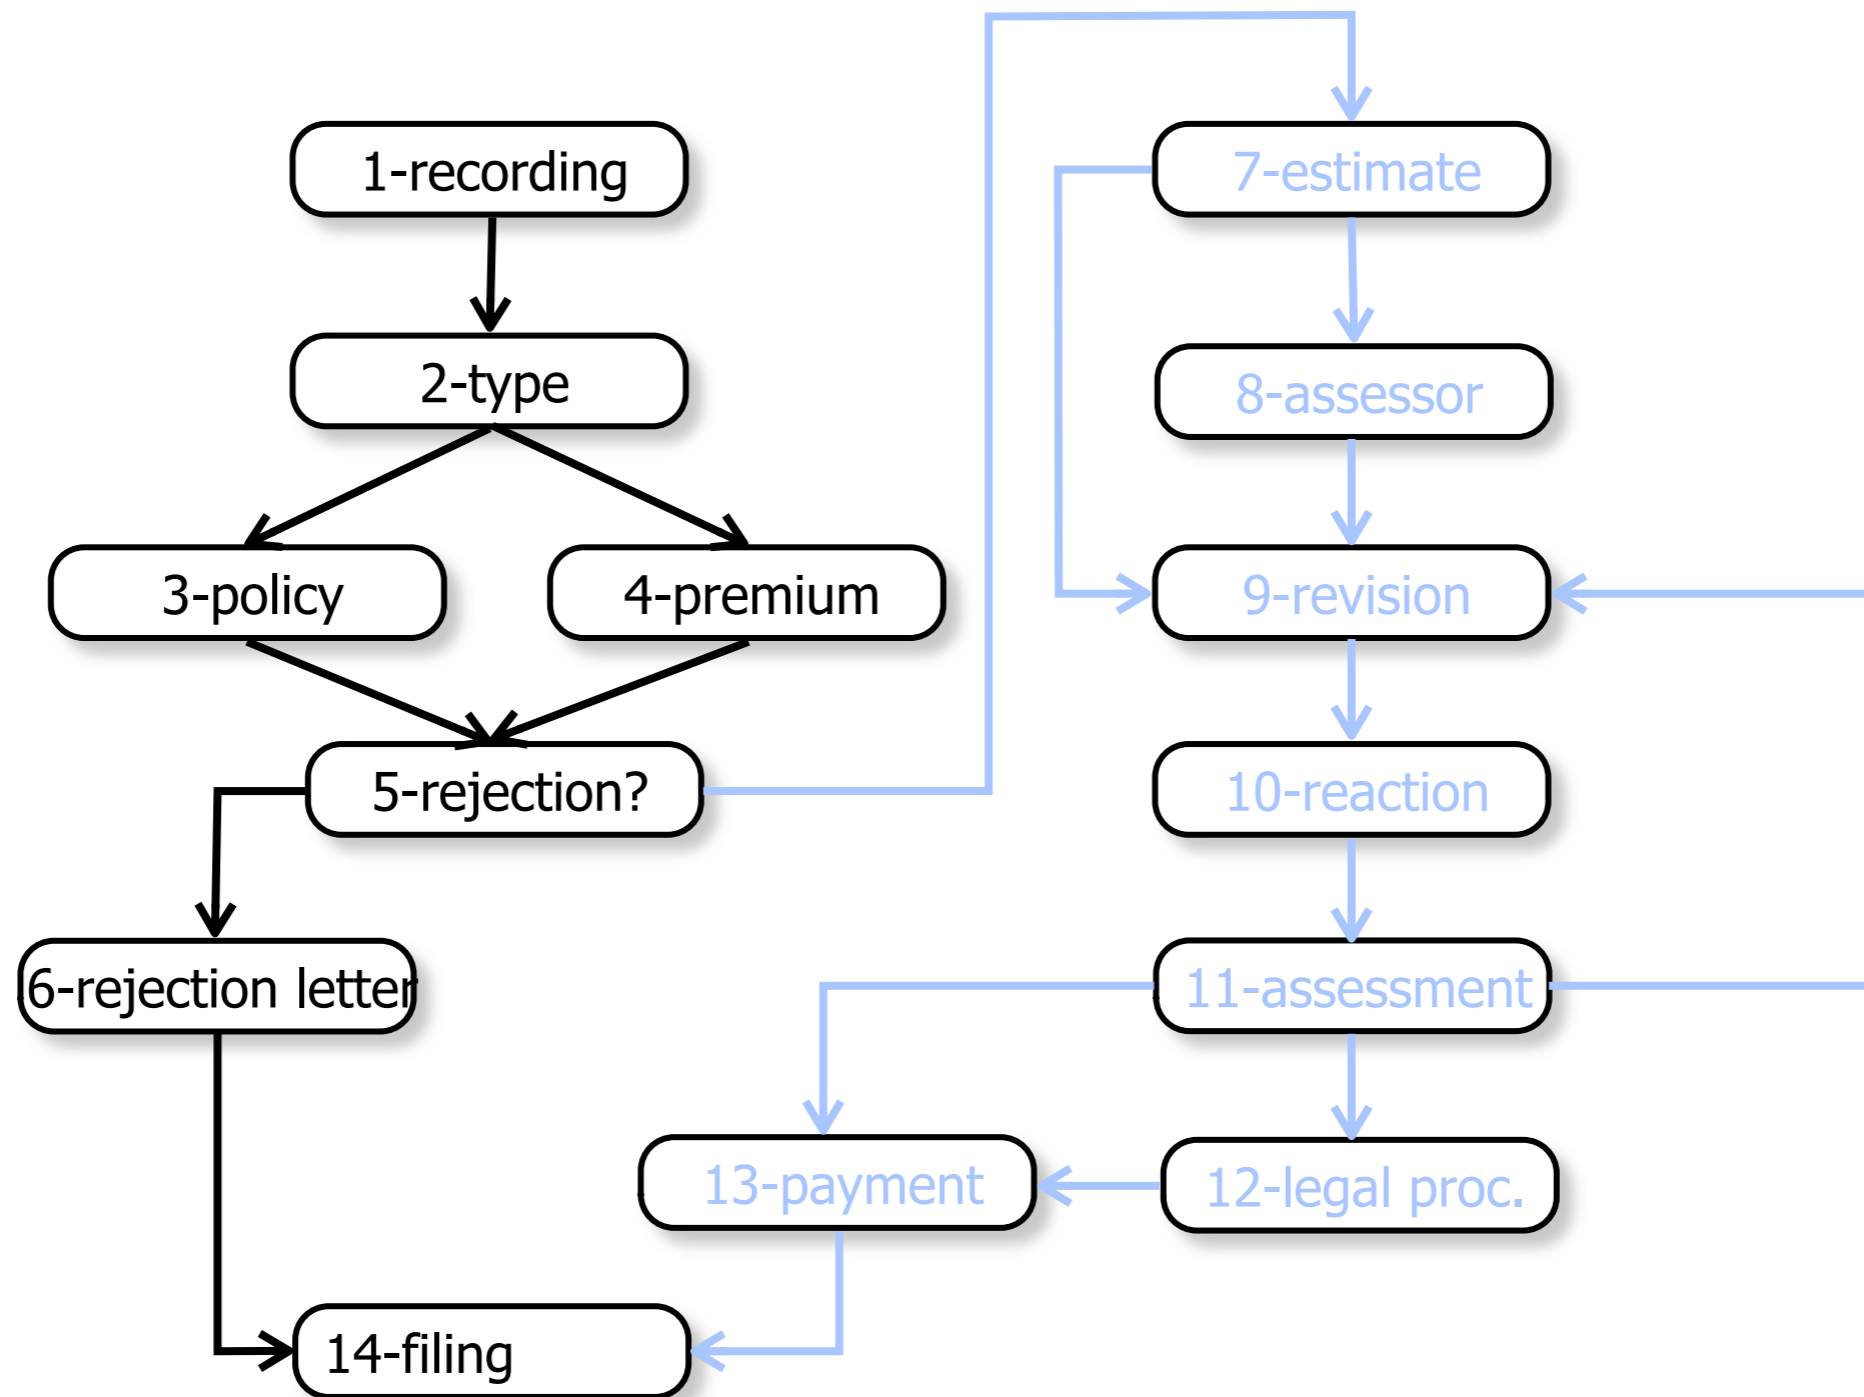 1-recording
2-type
3-policy
4-premium
5-rejection?
6-rejection letter
7-estimate
8-assessor
9-revision
10-reaction
11-assessment
12-legal proc.
13-payment
14-filing